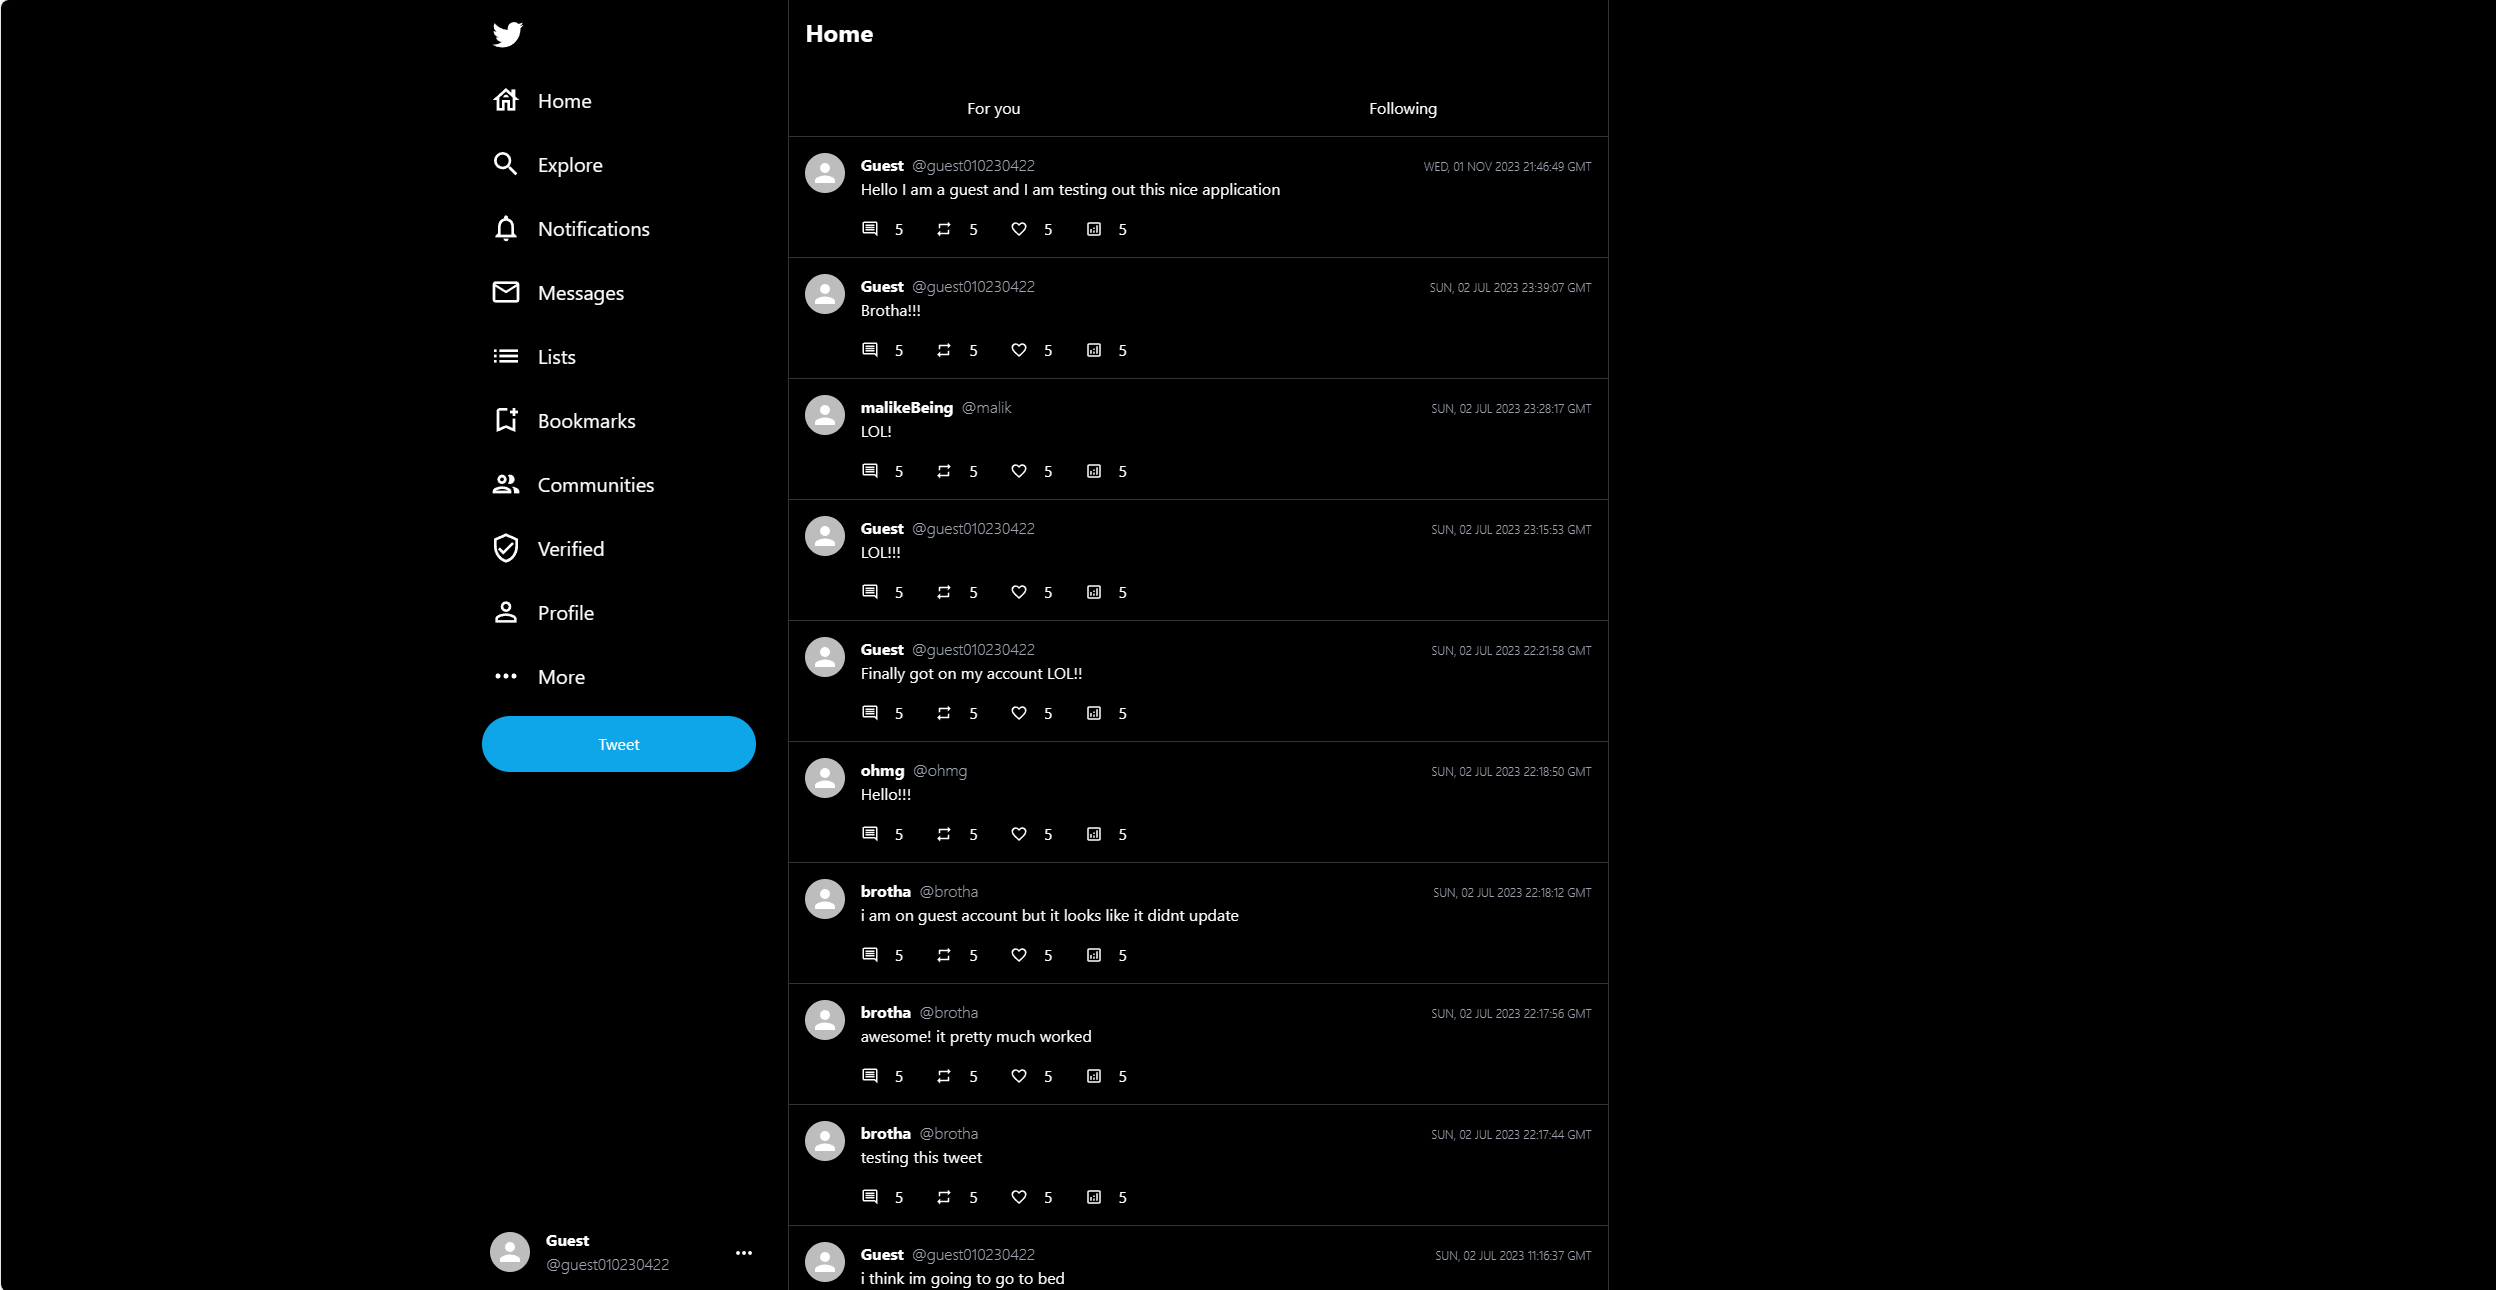 Home
Explore
Notifications
Messages
Lists
Bookmarks
Communities
Verified
Profile
More
Tweet
Guest
@guest010230422
Home
For you Following
Guest @guest010230422 WED, 01 NOV 2023 21:46:49 GMT
Hello I am a guest and I am testing out this nice application
5 5 5 5
Guest @guest010230422 SUN, 02 JUL 2023 23:39:07 GMT
Brotha!!!
5 5 5 5
malikeBeing @malik SUN, 02 JUL 2023 23:28:17 GMT
LOL!
5 5 5 5
Guest @guest010230422 SUN, 02 JUL 2023 23:15:53 GMT
LOL!!!
5 5 5 5
Guest @guest010230422 SUN, 02 JUL 2023 22:21:58 GMT
Finally got on my account LOL!!
5 5 5 5
ohmg @ohmg SUN, 02 JUL 2023 22:18:50 GMT
Hello!!!
5 5 5 5
brotha @brotha SUN, 02 JUL 2023 22:18:12 GMT
i am on guest account but it looks like it didnt update
5 5 5 5
brotha @brotha SUN, 02 JUL 2023 22:17:56 GMT
awesome! it pretty much worked
5 5 5 5
brotha @brotha SUN, 02 JUL 2023 22:17:44 GMT
testing this tweet
5 5 5 5
Guest @guest010230422 SUN, 02 JUL 2023 11:16:37 GMT
i think im going to go to bed